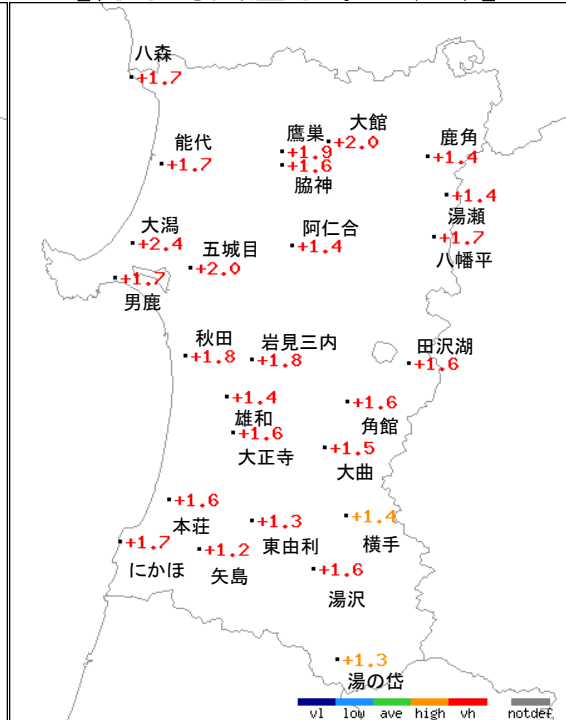 八森
+1.7
能代
+1.7
鷹巣
+1.9
大館
+2.0
+1.6
脇神
鹿角
+1.4
+1.4
湯瀬
大潟
+2.4
五城目
+2.0
阿仁合
+1.4
+1.7
八幡平
+1.7
男鹿
秋田
+1.8
岩見三内
+1.8
田沢湖
+1.6
+1.4
雄和
+1.6
角館
+1.6
大正寺
+1.5
大曲
+1.6
本荘
+1.3
東由利
+1.4
横手
+1.7
にかほ
+1.2
矢島
+1.6
湯沢
+1.3
湯の岱
vl low ave high vh notdef